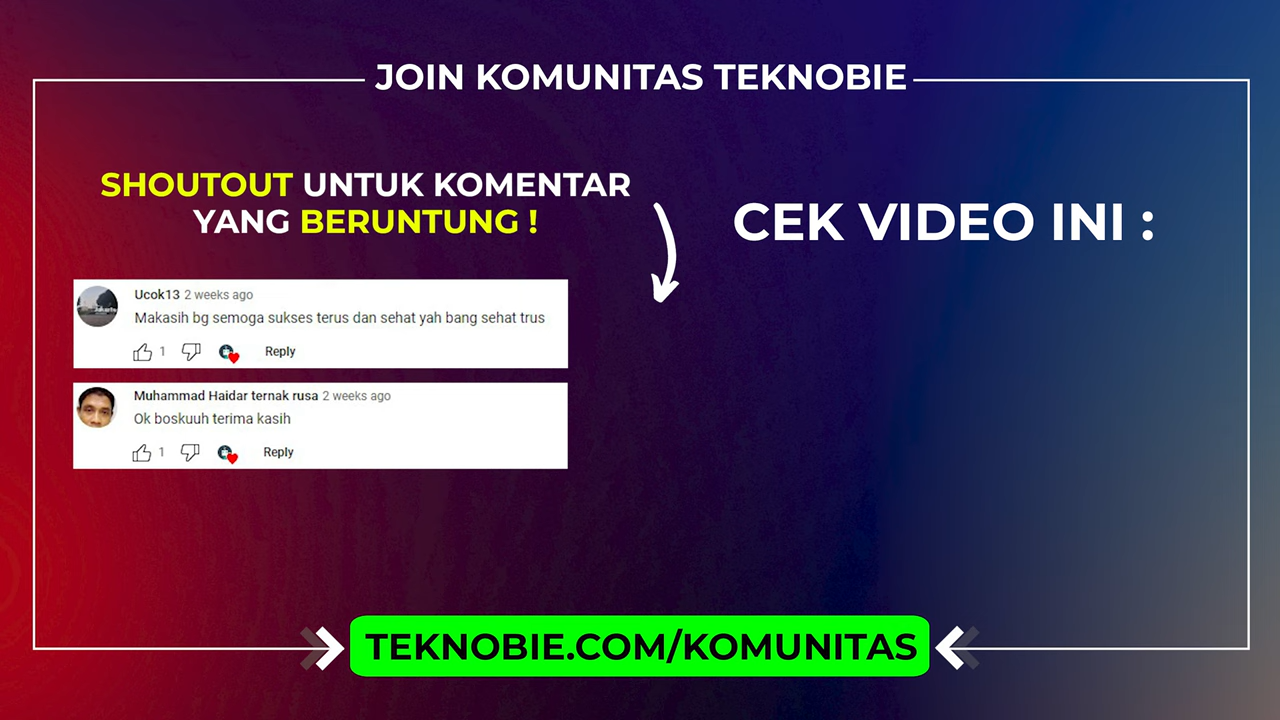 JOIN KOMUNITAS TEKNOBIE
SHOUTOUT UNTUK KOMENTAR
YANG BERUNTUNG !
CEK VIDEO INI :
Ucok13 2 weeks ago
Makasih bg semoga sukses terus dan sehat yah bang sehat trus
1 Reply
Muhammad Haidar ternak rusa 2 weeks ago
Ok boskuuh terima kasih
1 Reply
TEKNOBIE.COM/KOMUNITAS